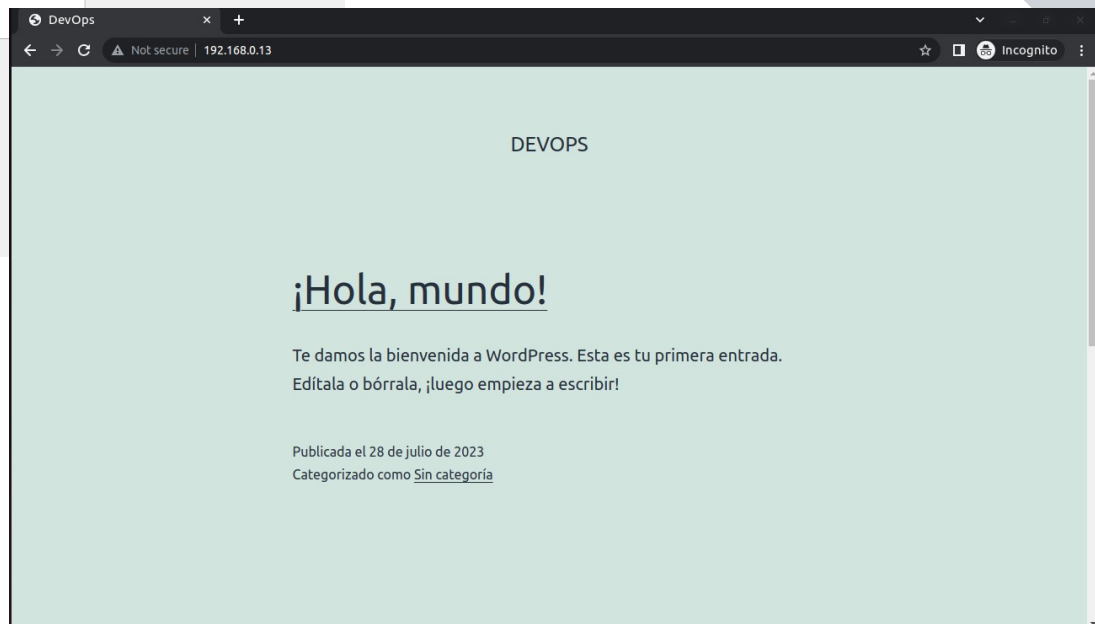 DevOps
Not secure | 192.168.0.13
Incognito
DEVOPS
¡Hola, mundo!
Te damos la bienvenida a WordPress. Esta es tu primera entrada.
Edítala o bórrala, ¡luego empieza a escribir!
Publicada el 28 de julio de 2023
Categorizado como Sin categoría